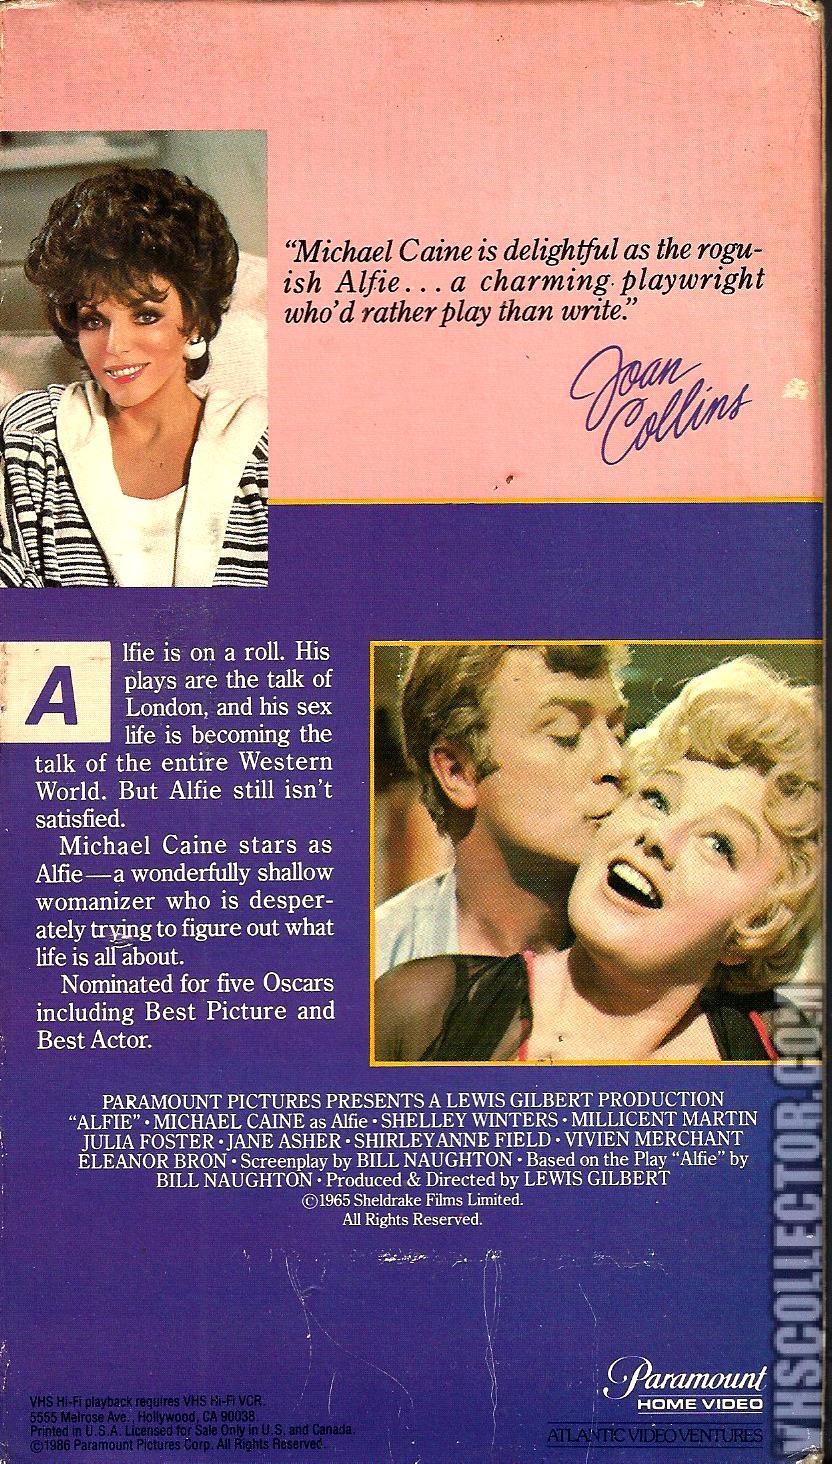 “Michael Caine is delightful as the rogu-
ish Alfie...a charming playwright
who’d rather play than write.”
Joan
Collins
Alfie is on a roll. His
plays are the talk of
London, and his sex
life is becoming the
talk of the entire Western
World. But Alfie still isn’t
satisfied.
Michael Caine stars as
Alfie—a wonderfully shallow
womanizer who is desper-
ately trying to figure out what
life is all about.
Nominated for five Oscars
including Best Picture and
Best Actor.
PARAMOUNT PICTURES PRESENTS A LEWIS GILBERT PRODUCTION
“ALFIE” • MICHAEL CAINE as Alfie • SHELLEY WINTERS • MILLICENT MARTIN
JULIA FOSTER • JANE ASHER • SHIRLEY ANNE FIELD • VIVIEN MERCHANT
ELEANOR BRON • Screenplay by BILL NAUGHTON • Based on the Play “Alfie” by
BILL NAUGHTON • Produced & Directed by LEWIS GILBERT
©1965 Sheldrake Films Limited.
All Rights Reserved.
VHS Hi-Fi playback requires VHS Hi-Fi VCR.
5555 Melrose Ave., Hollywood, CA 90038.
Printed in U.S.A. Licensed for Sale Only in U.S. and Canada.
©1986 Paramount Pictures Corp. All Rights Reserved.
Paramount
HOME VIDEO
ATLANTIC VIDEO VENTURES
VHSCOLLECTOR.COM